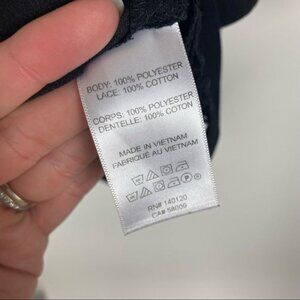 BODY: 100% POLYESTER
LACE: 100% COTTON
CORPS: 100% POLYESTER
DENTELLE: 100% COTON
MADE IN VIETNAM
FABRIQUÉ AU VIETNAM
RN# 140120
CA# 58009